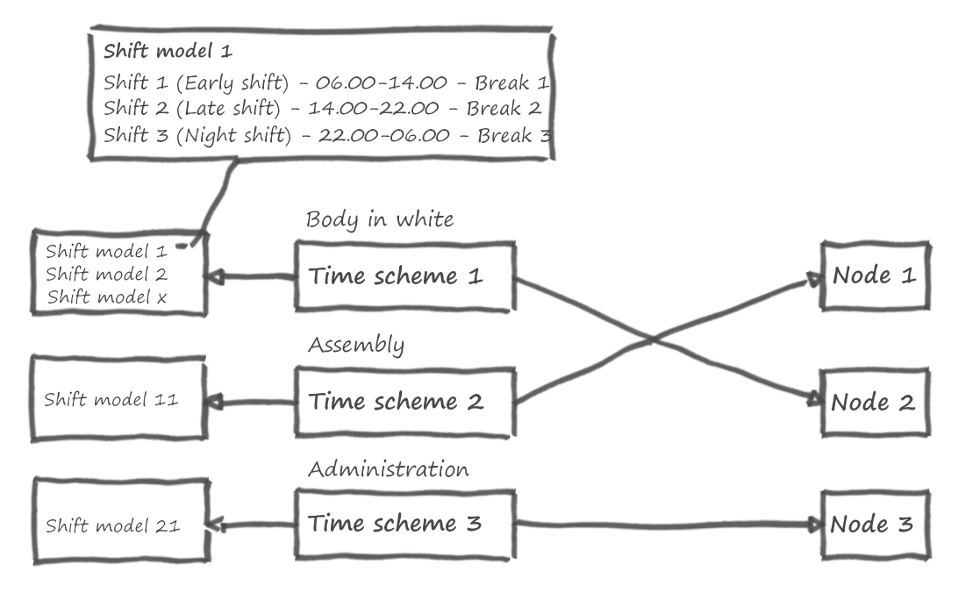 Shift model 1
Shift 1 (Early shift) - 06.00-14.00 - Break 1
Shift 2 (Late shift) - 14.00-22.00 - Break 2
Shift 3 (Night shift) - 22.00-06.00 - Break 3
Body in white
Shift model 1
Shift model 2
Shift model x
Time scheme 1
Node 1
Assembly
Shift model 11
Time scheme 2
Node 2
Administration
Shift model 21
Time scheme 3
Node 3